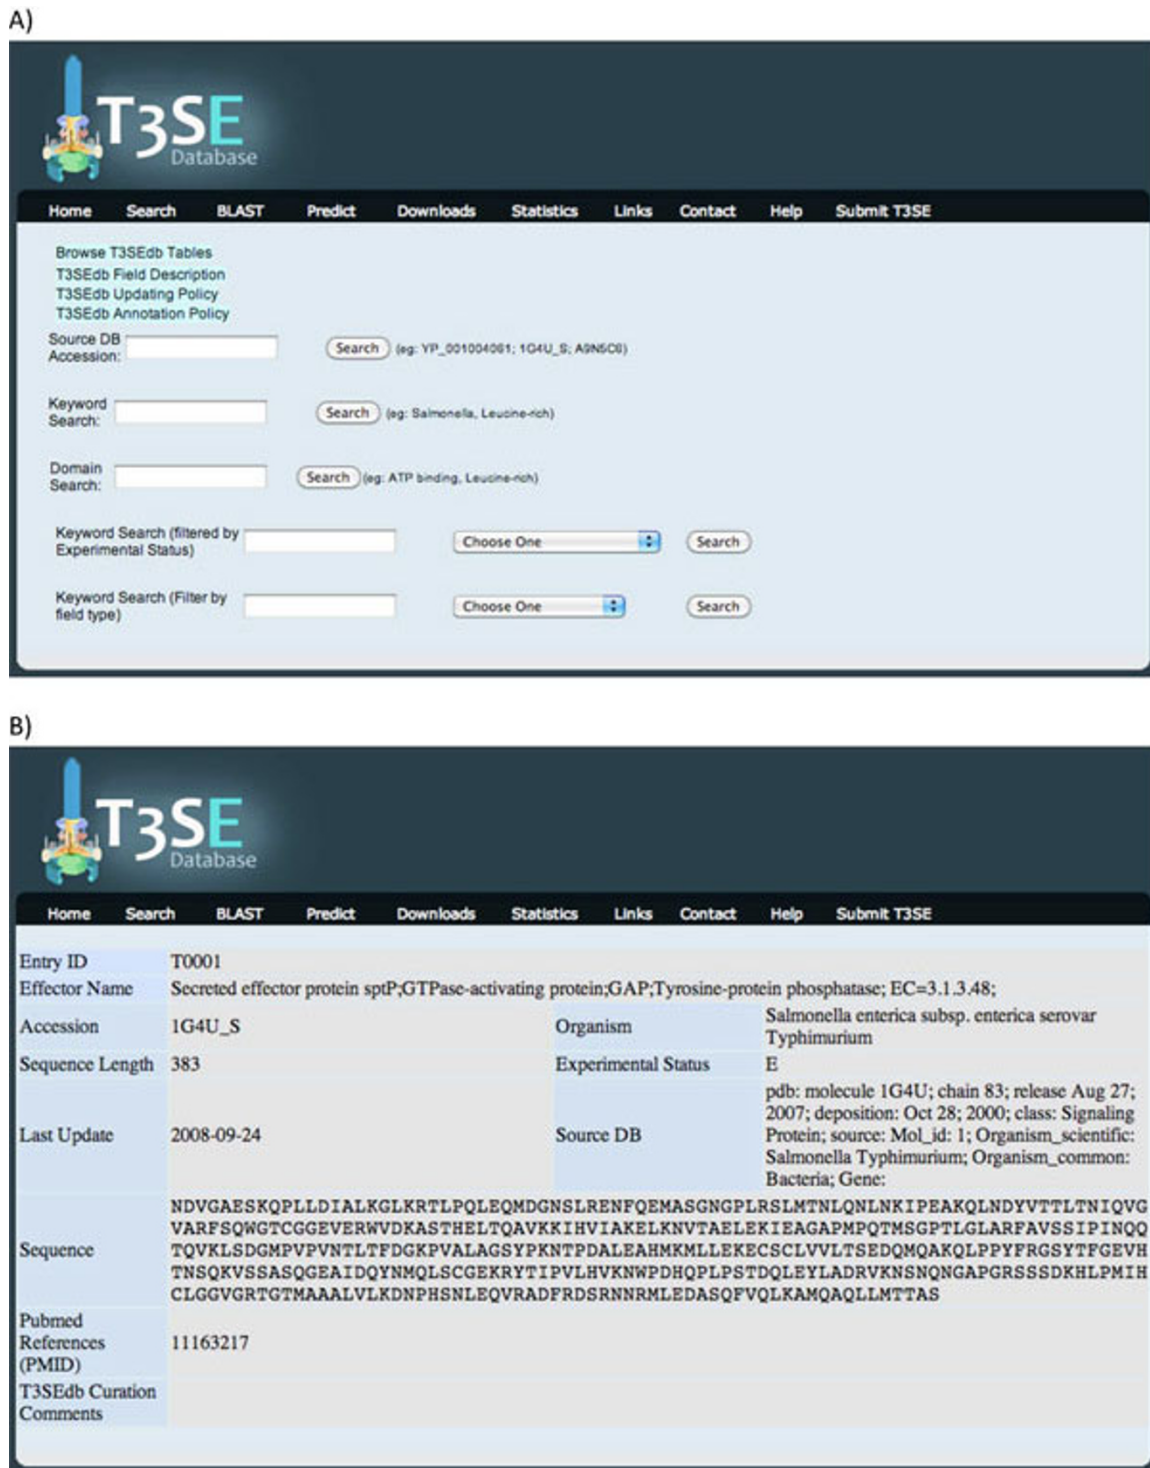 A)
T3SE
Database
Home Search BLAST Predict Downloads Statistics Links Contact Help Submit T3SE
Browse T3SEdb Tables
T3SEdb Field Description
T3SEdb Updating Policy
T3SEdb Annotation Policy
Source DB
Accession:
Search (eg: YP_001004061; 1G4U_S; A9N5C8)
Keyword
Search:
Search (eg: Salmonella, Leucine-rich)
Domain
Search:
Search (eg: ATP binding, Leucine-rich)
Keyword Search (filtered by
Experimental Status)
Choose One Search
Keyword Search (Filter by
field type)
Choose One Search
B)
T3SE
Database
Home Search BLAST Predict Downloads Statistics Links Contact Help Submit T3SE
Entry ID T0001
Effector Name Secreted effector protein sptP;GTPase-activating protein;GAP;Tyrosine-protein phosphatase; EC=3.1.3.48;
Accession 1G4U_S Organism Salmonella enterica subsp. enterica serovar
Typhimurium
Sequence Length 383 Experimental Status E
Last Update 2008-09-24 Source DB pdb: molecule 1G4U; chain 83; release Aug 27;
2007; deposition: Oct 28; 2000; class: Signaling
Protein; source: Mol_id: 1; Organism_scientific:
Salmonella Typhimurium; Organism_common:
Bacteria; Gene:
Sequence
NDVGAESKQPLLDIALKGLKRTLPQLEQMDGNSLRENFQEMASGNGPLRSLMTNLQNLNKIPEAKQLNDYVTTLTNIQVG
VARFSQWGTCGGEVERWVDKASTHELTQAVKKIHVIAKELKNVTAELEKIEAGAPMPQTMSGPTLGLARFAVSSIPINQQ
TQVKLSDGMPVPVNTLTFDGKPVALAGSYPKNTPDALEAHMKMLLEKECSCLVVLTSEDQMQAKQLPPYFRGSYTFGEVH
TNSQKVSSASQGEAIDQYNMQLSCGEKRYTIPVLHVKNWPDHQPLPSTDQLEYLADRVKNSNQNGAPGRSSSDKHLPMIH
CLGGVGRTGTMAAALVLKDNPHSNLEQVRADFRDSRNNRMLEDASQFVQLKAMQAQLLMTTAS
Pubmed
References
(PMID)
11163217
T3SEdb Curation
Comments